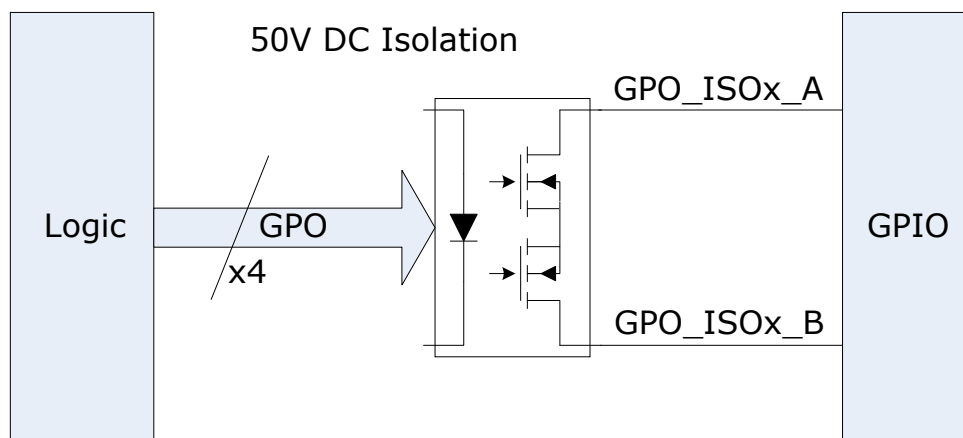 50V DC Isolation
GPO_ISOx_A
Logic
GPO
GPIO
x4
GPO_ISOx_B